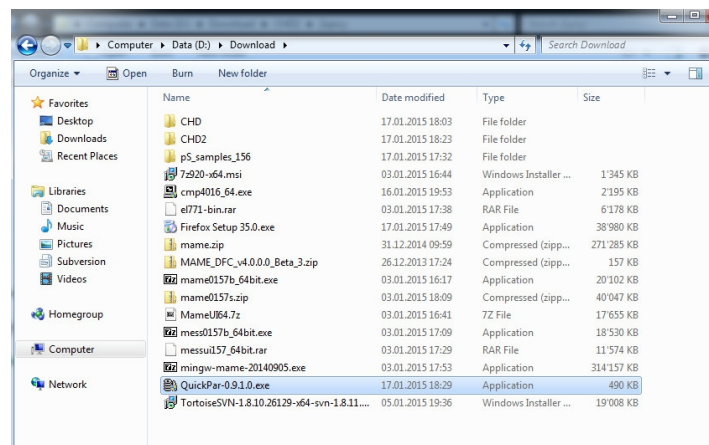 Computer ▸ Data (D:) ▸ Download ▸
Search Download
Organize Open Burn New folder
Name Date modified Type Size
Favorites
Desktop
Downloads
Recent Places
Libraries
Documents
Music
Pictures
Subversion
Videos
Homegroup
Computer
Network
CHD 17.01.2015 18:03 File folder
CHD2 17.01.2015 18:23 File folder
pS_samples_156 17.01.2015 17:32 File folder
7z920-x64.msi 03.01.2015 16:44 Windows Installer ... 1'345 KB
cmp4016_64.exe 16.01.2015 19:53 Application 2'195 KB
el771-bin.rar 03.01.2015 17:38 RAR File 6'178 KB
Firefox Setup 35.0.exe 17.01.2015 17:49 Application 38'980 KB
mame.zip 31.12.2014 09:59 Compressed (zipp... 271'285 KB
MAME_DFC_v4.0.0.0_Beta_3.zip 26.12.2013 17:24 Compressed (zipp... 157 KB
mame0157b_64bit.exe 03.01.2015 16:17 Application 20'102 KB
mame0157s.zip 03.01.2015 18:09 Compressed (zipp... 40'047 KB
MameUI64.7z 03.01.2015 16:41 7Z File 17'655 KB
mess0157b_64bit.exe 03.01.2015 17:09 Application 18'530 KB
messui157_64bit.rar 03.01.2015 17:29 RAR File 11'574 KB
mingw-mame-20140905.exe 03.01.2015 17:53 Application 314'157 KB
QuickPar-0.9.1.0.exe 17.01.2015 18:29 Application 490 KB
TortoiseSVN-1.8.10.26129-x64-svn-1.8.11.... 05.01.2015 19:36 Windows Installer ... 19'008 KB